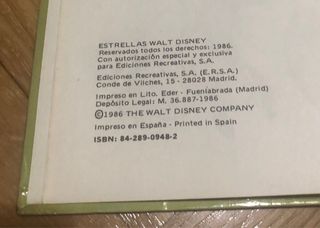 ESTRELLAS WALT DISNEY
Reservados todos los derechos: 1986.
Con autorización especial y exclusiva
para Ediciones Recreativas, S.A.
Ediciones Recreativas, S.A. (E.R.S.A.)
Conde de Vilches, 15 - 28028 Madrid.
Impreso en Lito. Eder - Fuenlabrada (Madrid)
Depósito Legal: M. 36.887-1986
©1986 THE WALT DISNEY COMPANY
Impreso en España - Printed in Spain
ISBN: 84-289-0948-2